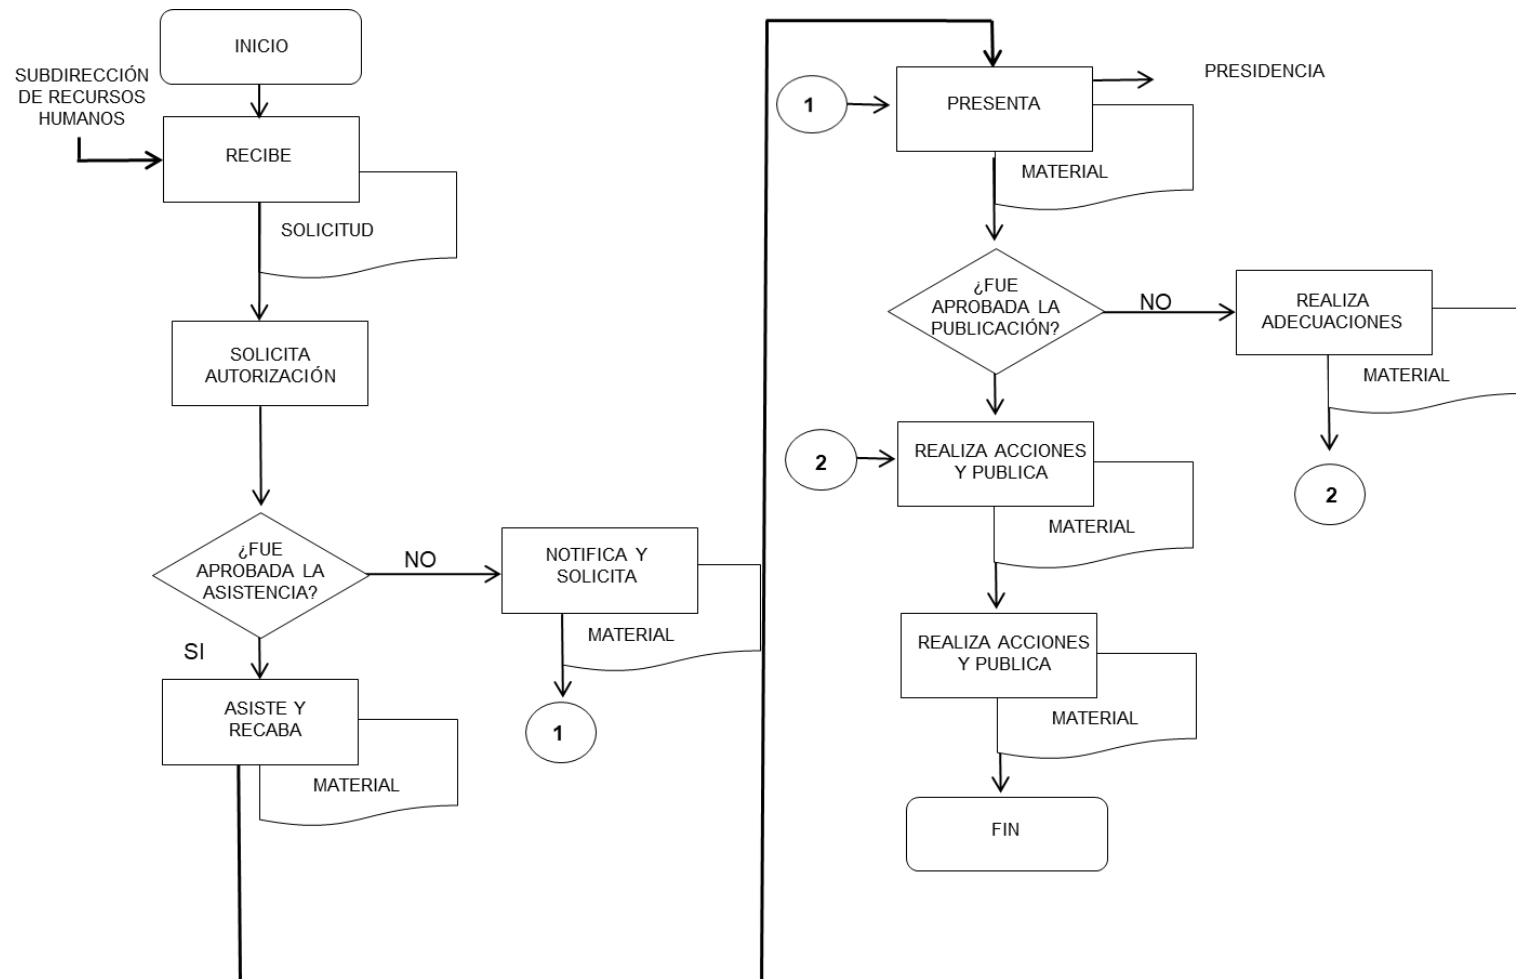 INICIO
SUBDIRECCIÓN
DE RECURSOS
HUMANOS
RECIBE
SOLICITUD
SOLICITA
AUTORIZACIÓN
¿FUE
APROBADA LA
ASISTENCIA?
NO
NOTIFICA Y
SOLICITA
MATERIAL
1
SI
ASISTE Y
RECABA
MATERIAL
1
PRESENTA
PRESIDENCIA
MATERIAL
¿FUE
APROBADA LA
PUBLICACIÓN?
NO
REALIZA
ADECUACIONES
MATERIAL
2
2
REALIZA ACCIONES
Y PUBLICA
MATERIAL
REALIZA ACCIONES
Y PUBLICA
MATERIAL
FIN